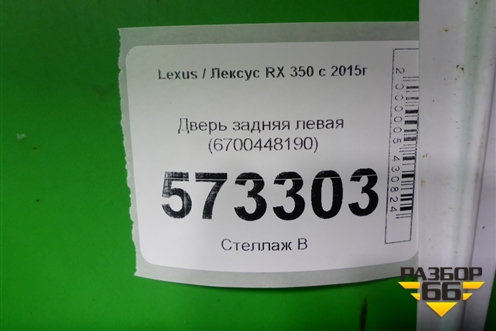 Lexus / Лексус RX 350 с 2015г
Дверь задняя левая
(6700448190)
573303
Стеллаж В
2000005430824
РАЗБОР
66